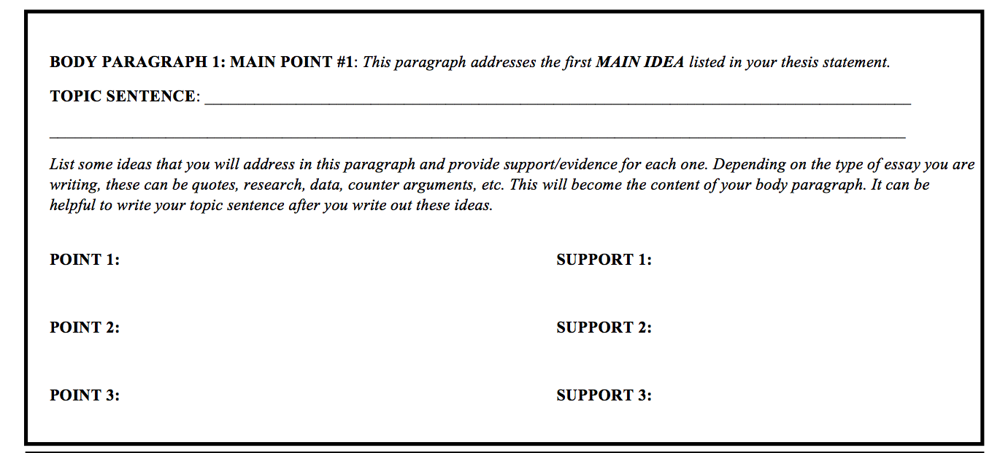 BODY PARAGRAPH 1: MAIN POINT #1: This paragraph addresses the first MAIN IDEA listed in your thesis statement.
TOPIC SENTENCE:
List some ideas that you will address in this paragraph and provide support/evidence for each one. Depending on the type of essay you are
writing, these can be quotes, research, data, counter arguments, etc. This will become the content of your body paragraph. It can be
helpful to write your topic sentence after you write out these ideas.
POINT 1: SUPPORT 1:
POINT 2: SUPPORT 2:
POINT 3: SUPPORT 3: